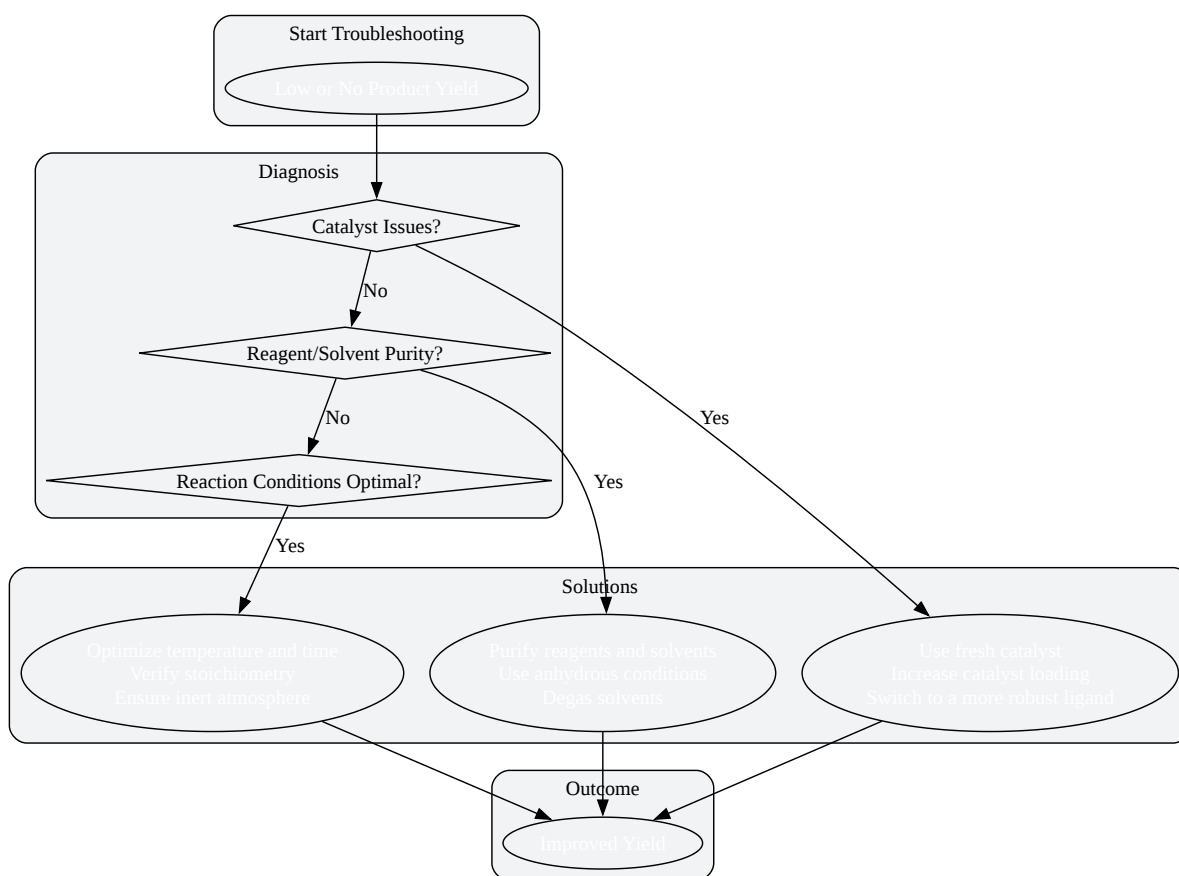 Start Troubleshooting
Low or No Product Yield
Diagnosis
Catalyst Issues?
No
Reagent/Solvent Purity?
No
Yes
Reaction Conditions Optimal?
Yes
Yes
Solutions
Optimize temperature and time
Verify stoichiometry
Ensure inert atmosphere
Purify reagents and solvents
Use anhydrous conditions
Degas solvents
Use fresh catalyst
Increase catalyst loading
Switch to a more robust ligand
Outcome
Improved Yield